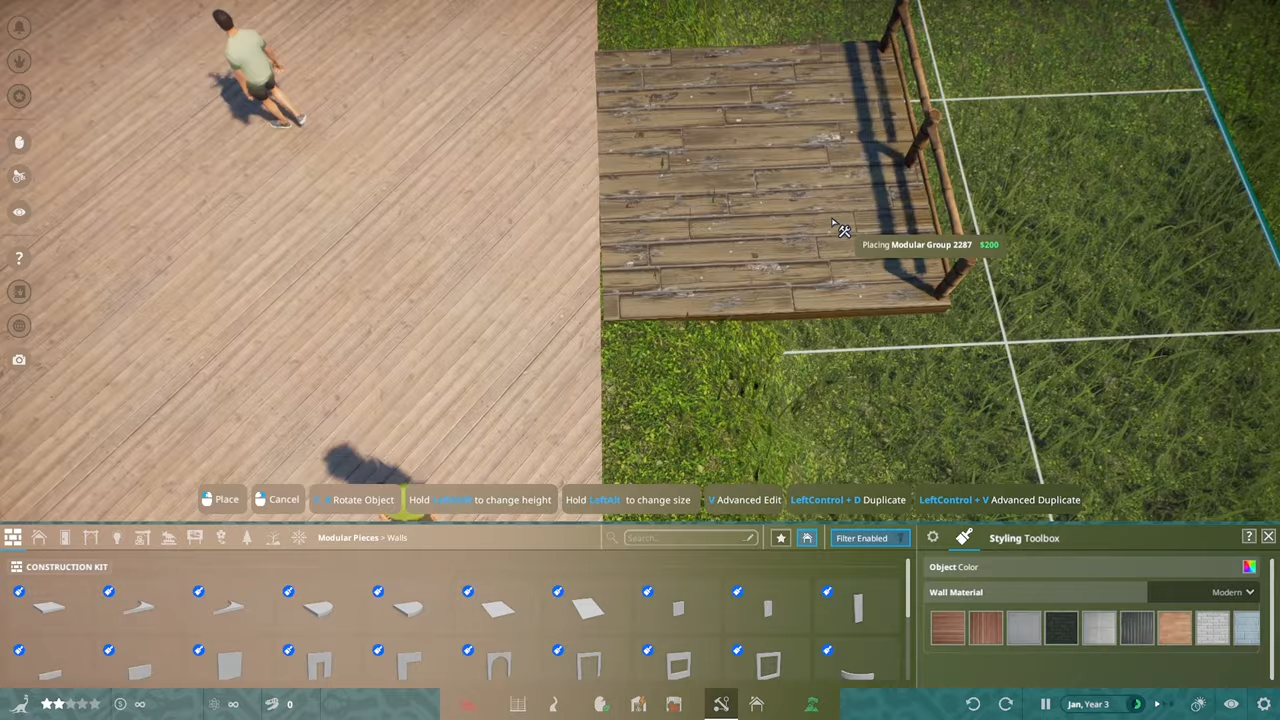 Placing Modular Group 2287 $200
Place
Cancel
Rotate Object
Hold to change height
Hold LeftAlt to change size
V Advanced Edit
LeftControl + D Duplicate
LeftControl + V Advanced Duplicate
Modular Pieces > Walls
Search...
Filter Enabled
Styling Toolbox
?
CONSTRUCTION KIT
Object Color
Wall Material
Modern
∞
∞
0
Jan, Year 3
?